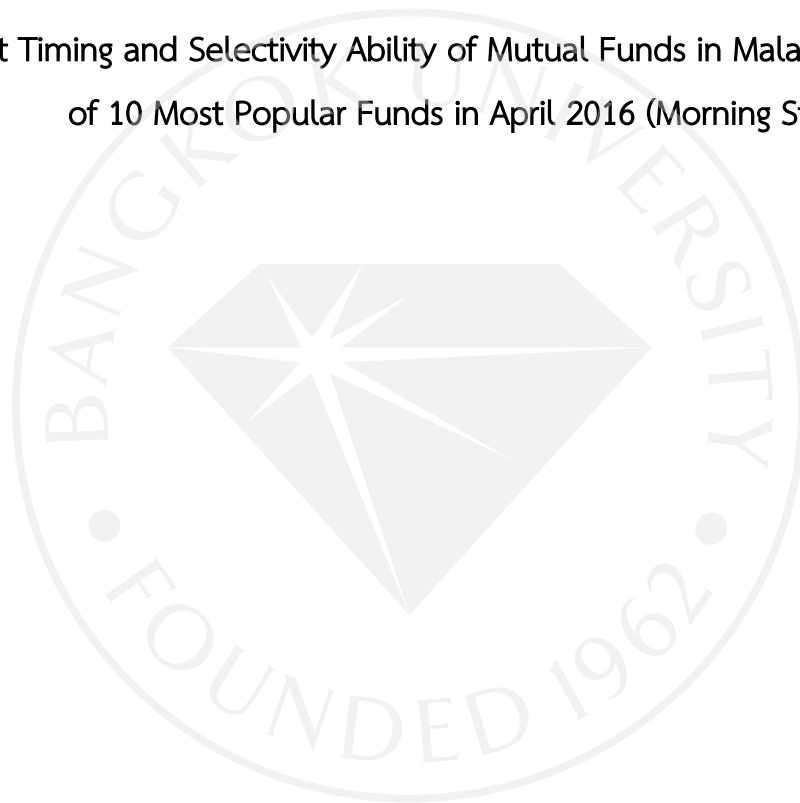 t Timing and Selectivity Ability of Mutual Funds in Mala
of 10 Most Popular Funds in April 2016 (Morning St
BANGKOK UNIVERSITY
• FOUNDED 1962 •